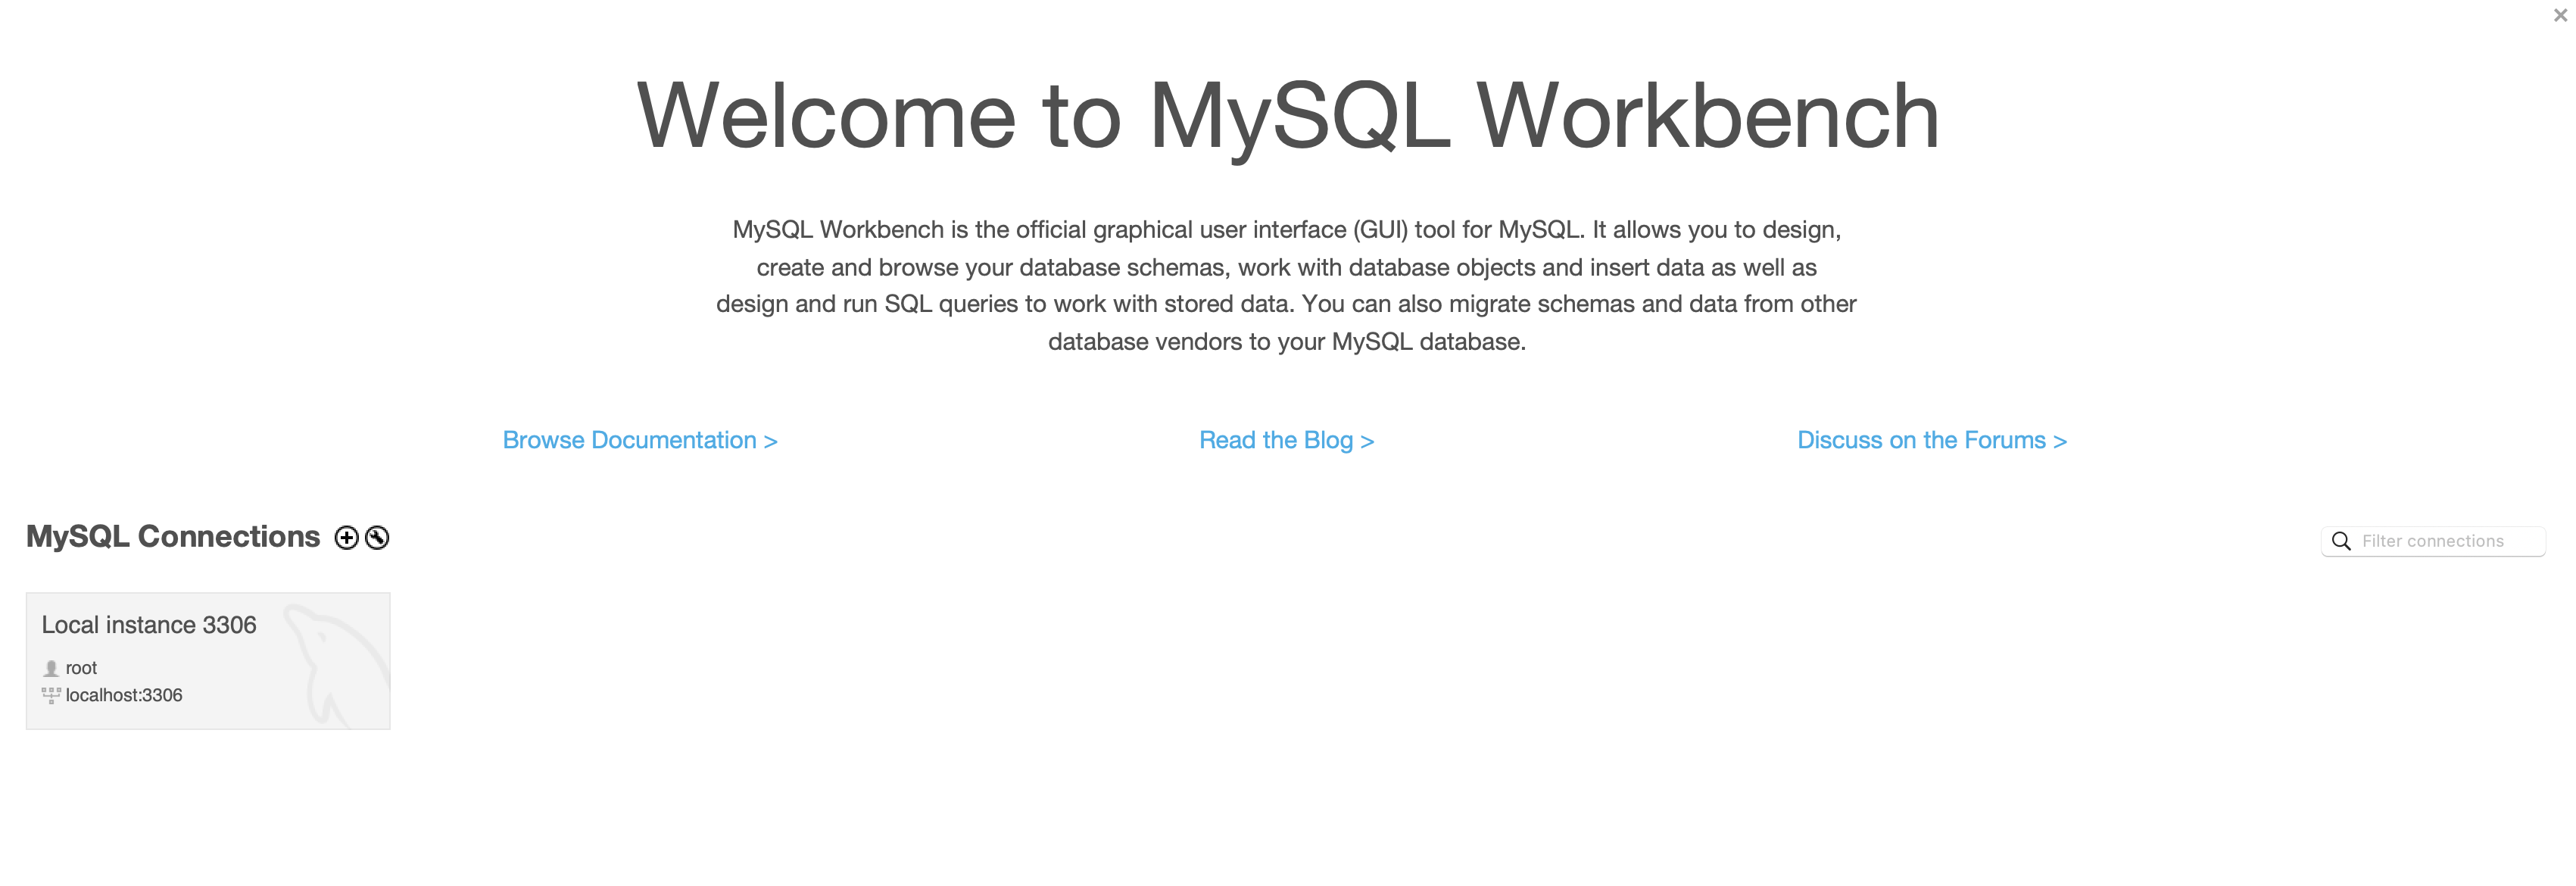 Welcome to MySQL Workbench
MySQL Workbench is the official graphical user interface (GUI) tool for MySQL. It allows you to design,
create and browse your database schemas, work with database objects and insert data as well as
design and run SQL queries to work with stored data. You can also migrate schemas and data from other
database vendors to your MySQL database.
Browse Documentation >
Read the Blog >
Discuss on the Forums >
MySQL Connections
Filter connections
Local instance 3306
root
localhost:3306